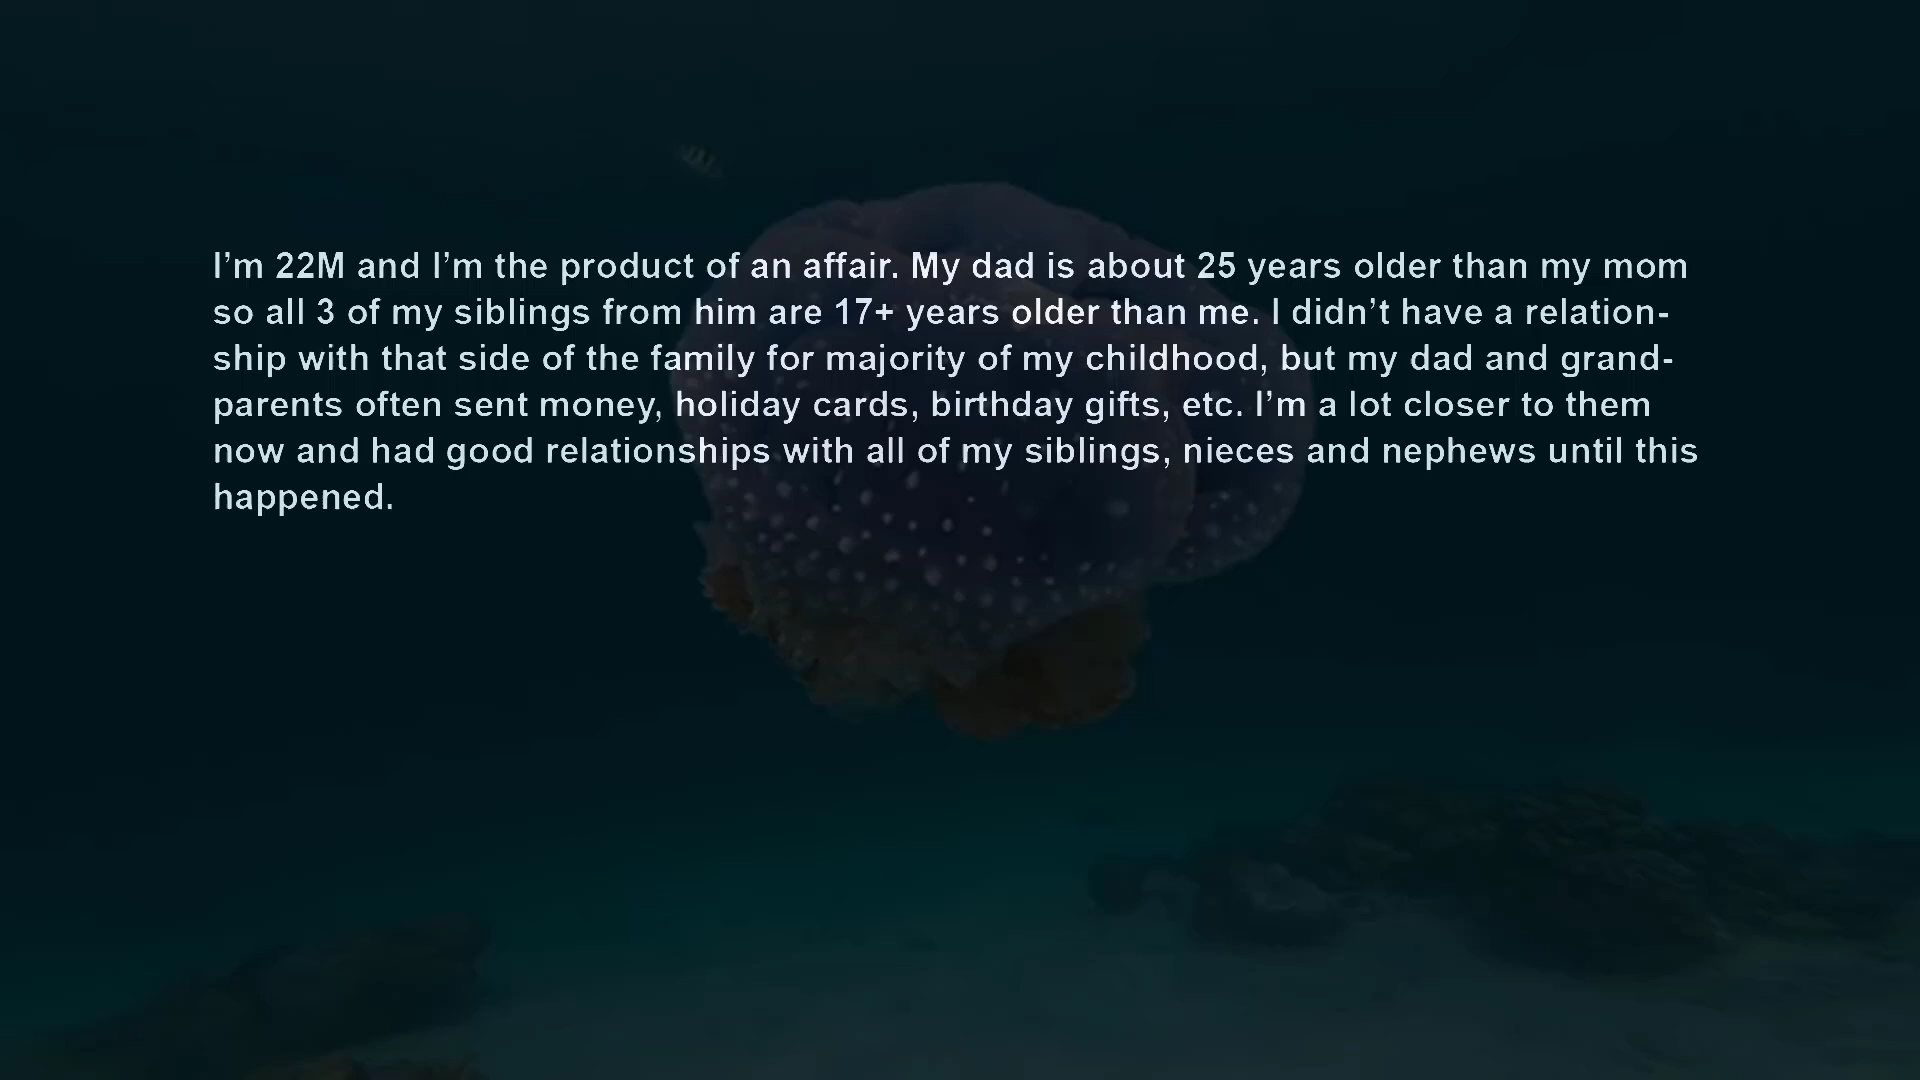 I’m 22M and I’m the product of an affair. My dad is about 25 years older than my mom
so all 3 of my siblings from him are 17+ years older than me. I didn’t have a relation-
ship with that side of the family for majority of my childhood, but my dad and grand-
parents often sent money, holiday cards, birthday gifts, etc. I’m a lot closer to them
now and had good relationships with all of my siblings, nieces and nephews until this
happened.